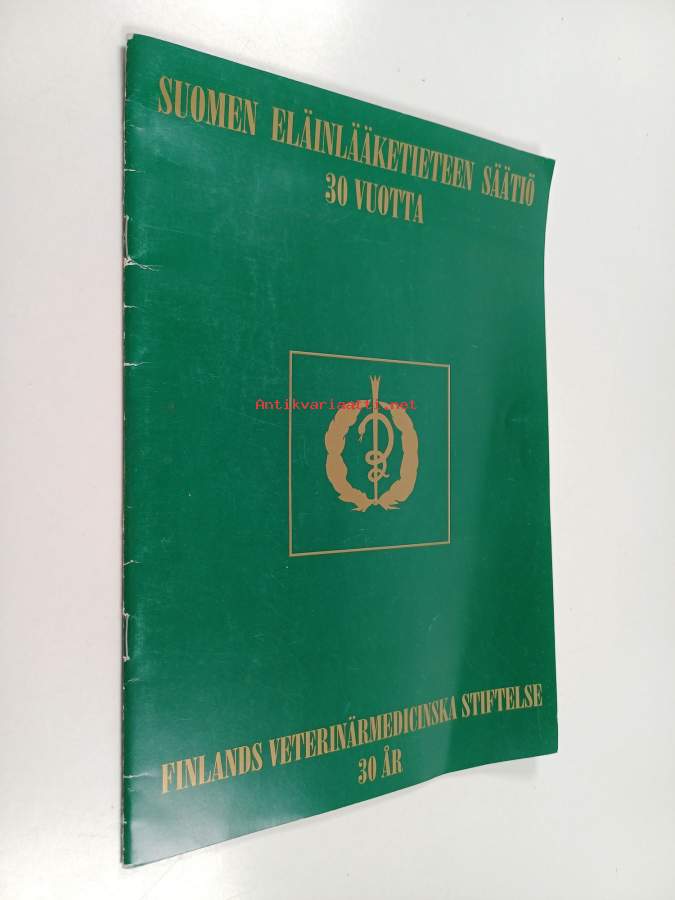 SUOMEN ELÄINLÄÄKETIETEEN SÄÄTIÖ
30 VUOTTA
Antikvariaatti.net
FINLANDS VETERINÄRMEDICINSKA STIFTELSE
30 ÅR